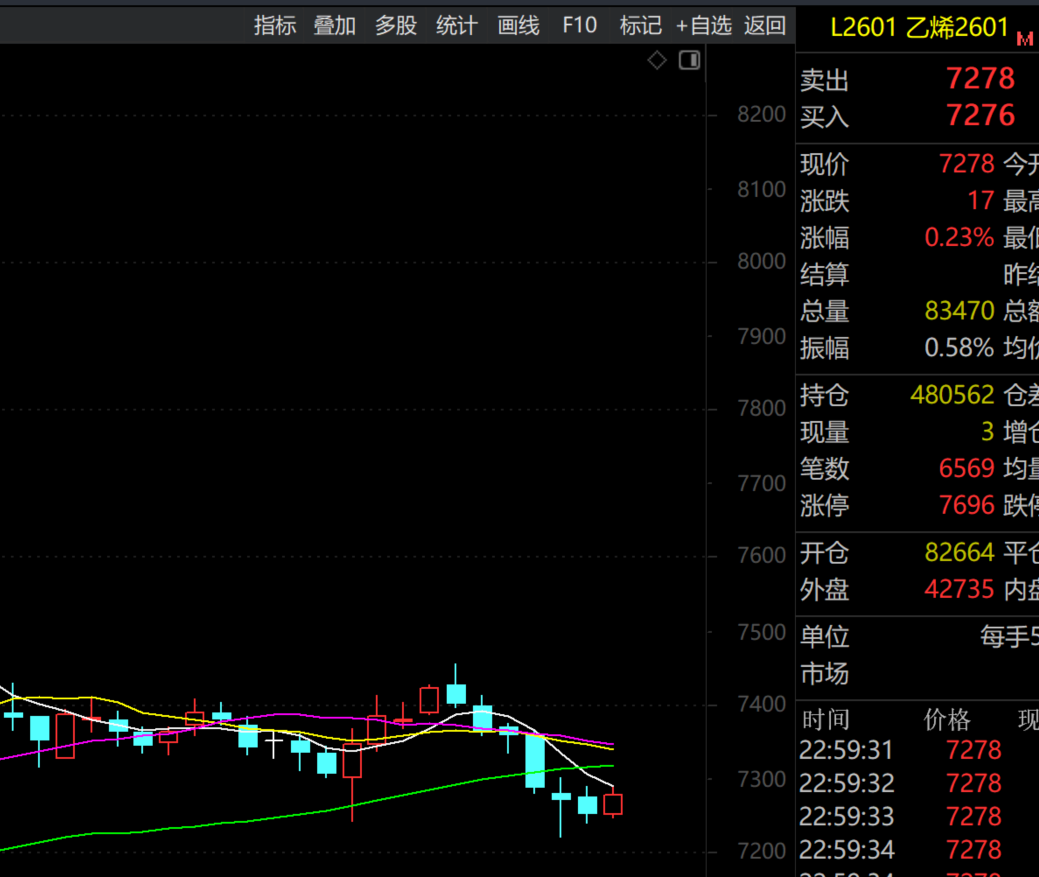 指标 叠加 多股 统计 画线 F10 标记 +自选 返回
L2601 乙烯2601 M
卖出 7278
买入 7276
现价 7278 今开
涨跌 17 最高
涨幅 0.23% 最低
结算 昨结
总量 83470 总额
振幅 0.58% 均价
持仓 480562 仓差
现量 3 增仓
笔数 6569 均量
涨停 7696 跌停
开仓 82664 平仓
外盘 42735 内盘
单位 每手5
市场
时间 价格 现
22:59:31 7278
22:59:32 7278
22:59:33 7278
22:59:34 7278
8200
8100
8000
7900
7800
7700
7600
7500
7400
7300
7200